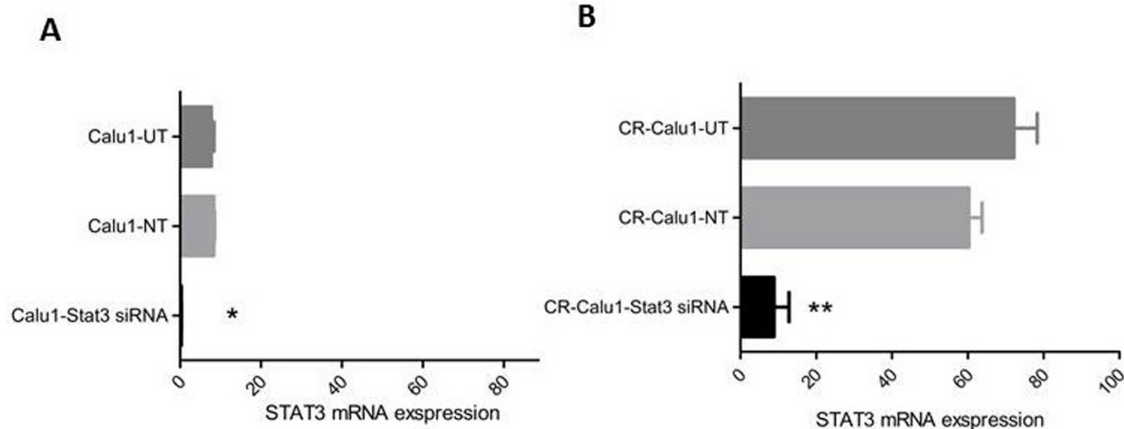 A
Calu1-UT
Calu1-NT
Calu1-Stat3 siRNA
*
0 20 40 60 80
STAT3 mRNA exspression
B
CR-Calu1-UT
CR-Calu1-NT
CR-Calu1-Stat3 siRNA
**
0 20 40 60 80 100
STAT3 mRNA exspression